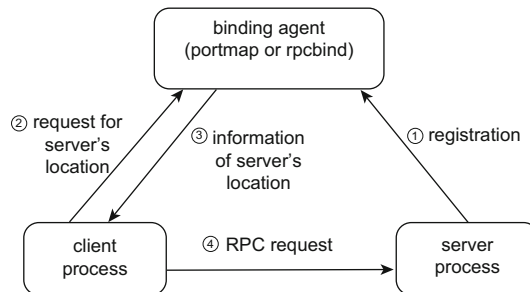 binding agent
(portmap or rpcbind)
② request for
server's
location
③ information
of server's
location
① registration
client
process
④ RPC request
server
process